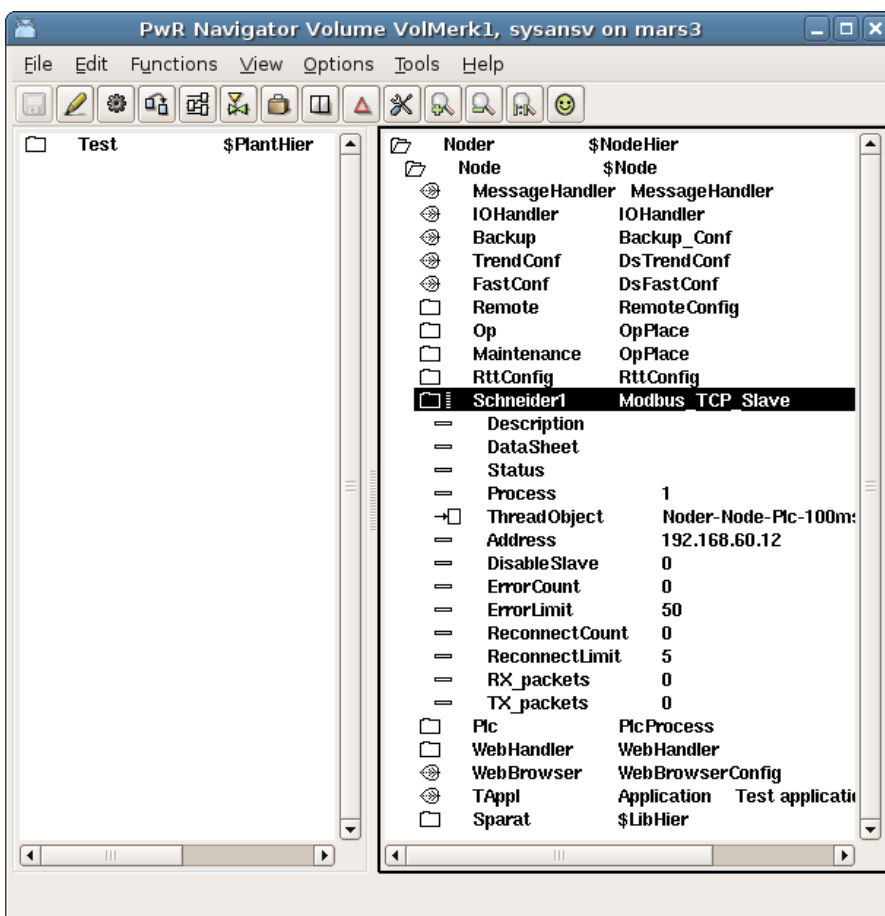 PwR Navigator Volume VolMerk1, sysansv on mars3
File Edit Functions View Options Tools Help
Test $PlantHier
Noder $NodeHier
Node $Node
MessageHandler MessageHandler
IOHandler IOHandler
Backup Backup_Conf
TrendConf DsTrendConf
FastConf DsFastConf
Remote RemoteConfig
Op OpPlace
Maintenance OpPlace
RttConfig RttConfig
Schneider1 Modbus_TCP_Slave
Description
DataSheet
Status
Process 1
ThreadObject Noder-Node-Plc-100ms
Address 192.168.60.12
DisableSlave 0
ErrorCount 0
ErrorLimit 50
ReconnectCount 0
ReconnectLimit 5
RX_packets 0
TX_packets 0
Plc PlcProcess
WebHandler WebHandler
WebBrowser WebBrowserConfig
TAppl Application Test applicati
Sparat $LibHier